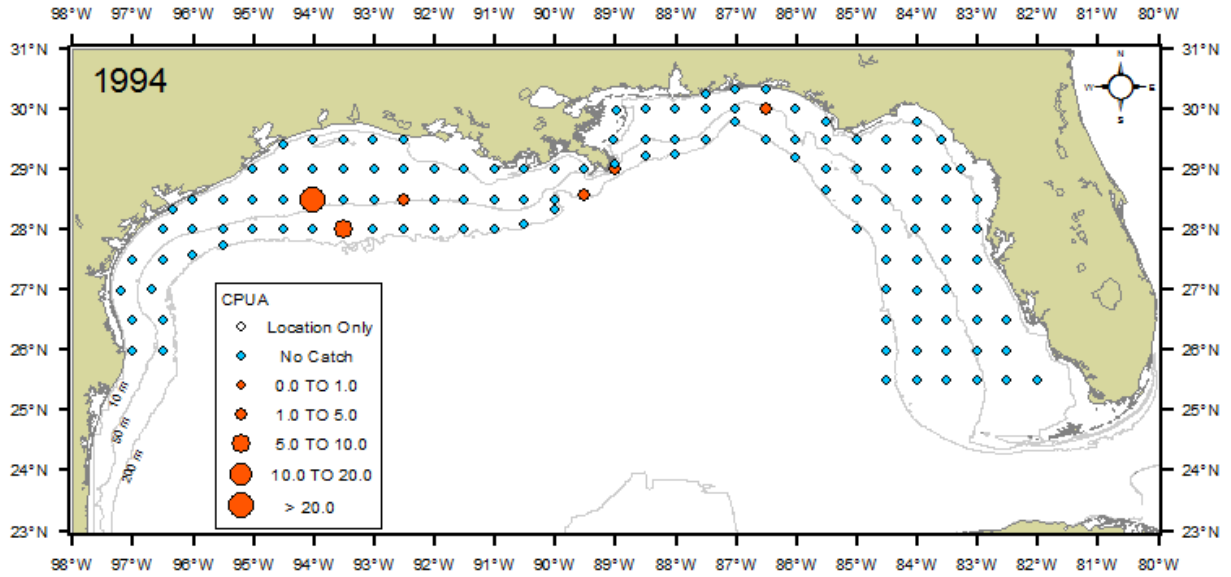 98°W 97°W 96°W 95°W 94°W 93°W 92°W 91°W 90°W 89°W 88°W 87°W 86°W 85°W 84°W 83°W 82°W 81°W 80°W
31°N 31°N
1994
N
W E
S
30°N 30°N
29°N 29°N
28°N 28°N
27°N 27°N
CPUA
Location Only
No Catch
0.0 TO 1.0
1.0 TO 5.0
5.0 TO 10.0
10.0 TO 20.0
> 20.0
26°N 26°N
10 m
25°N 25°N
50 m
200 m
24°N 24°N
23°N 23°N
98°W 97°W 96°W 95°W 94°W 93°W 92°W 91°W 90°W 89°W 88°W 87°W 86°W 85°W 84°W 83°W 82°W 81°W 80°W